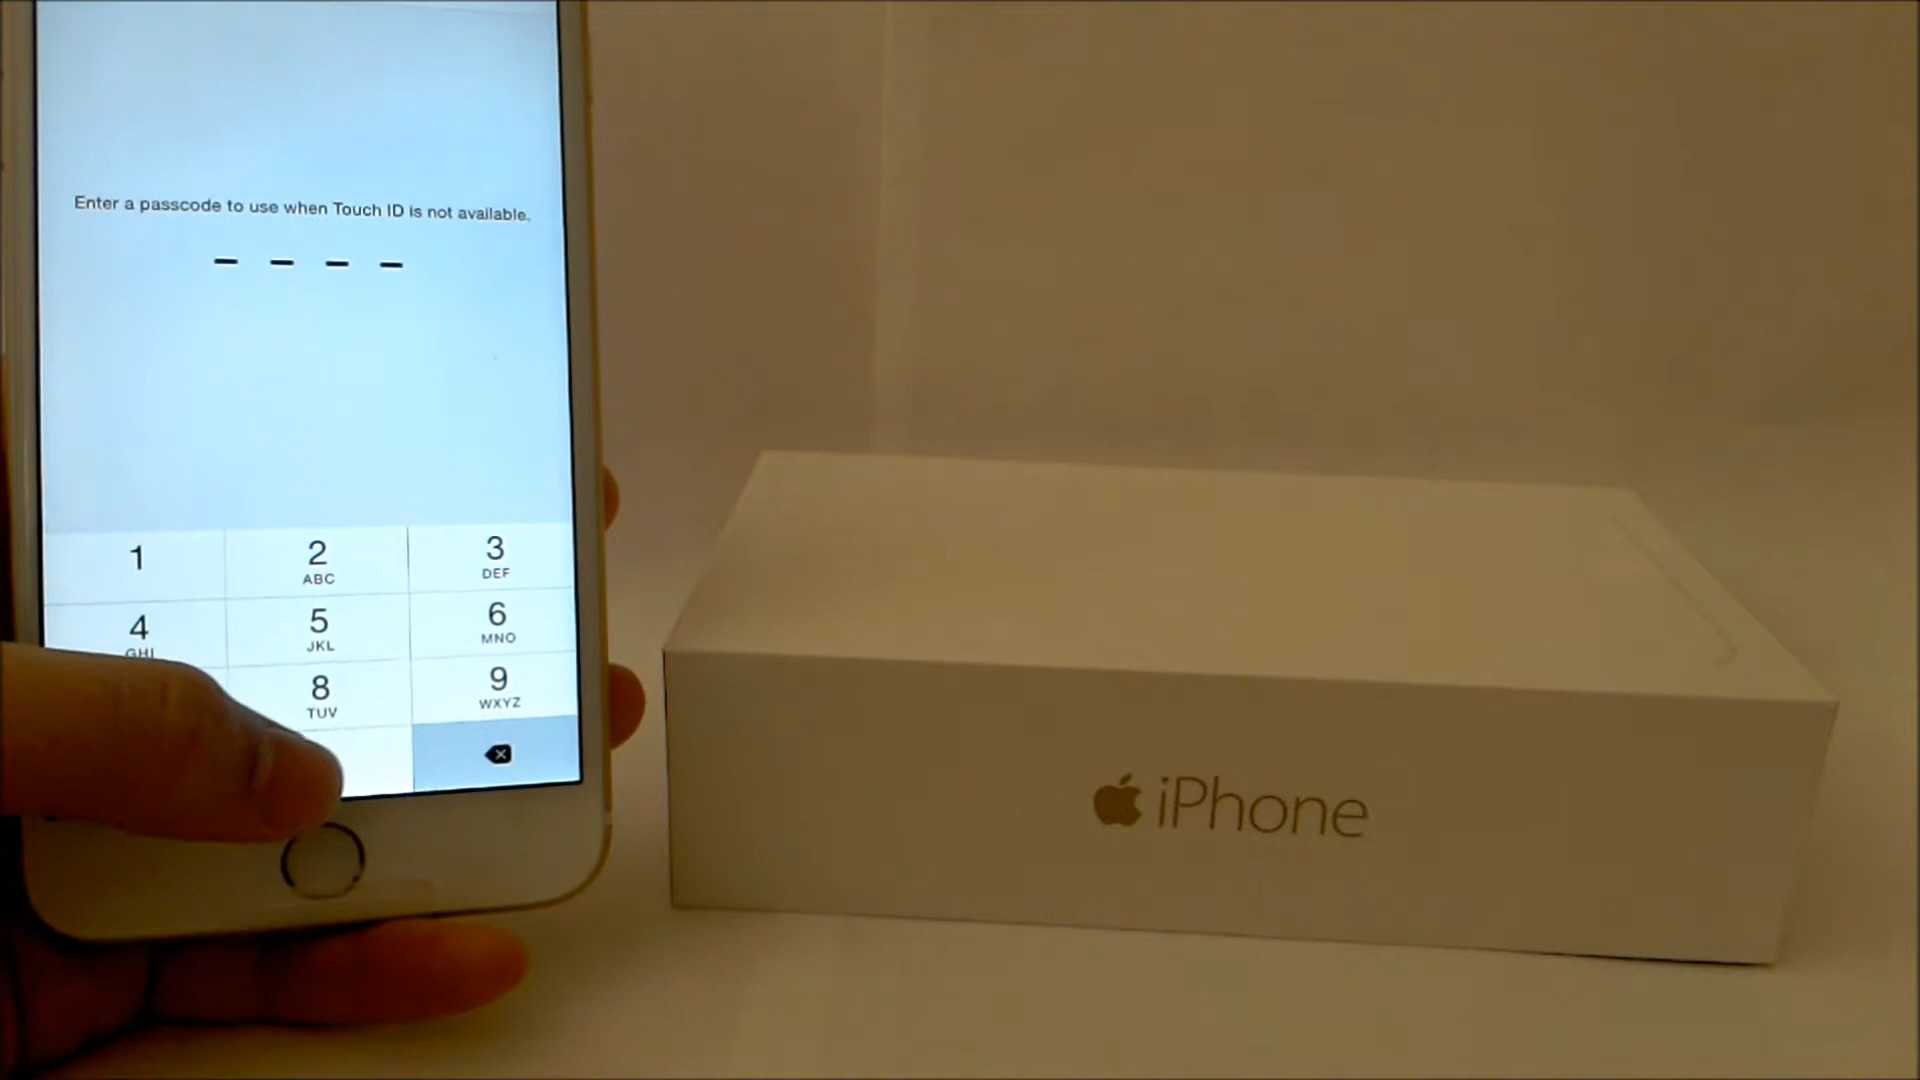 Enter a passcode to use when Touch ID is not available.
1
2
ABC
3
DEF
4
GHI
5
JKL
6
MNO
8
TUV
9
WXYZ
iPhone